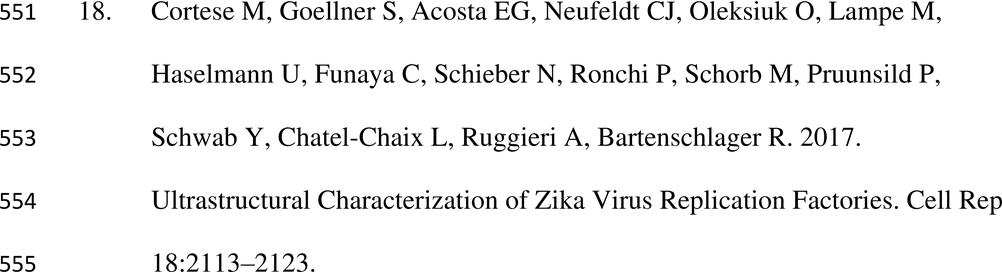 551 18. Cortese M, Goellner S, Acosta EG, Neufeldt CJ, Oleksiuk O, Lampe M,
552 Haselmann U, Funaya C, Schieber N, Ronchi P, Schorb M, Pruunsild P,
553 Schwab Y, Chatel-Chaix L, Ruggieri A, Bartenschlager R. 2017.
554 Ultrastructural Characterization of Zika Virus Replication Factories. Cell Rep
555 18:2113–2123.